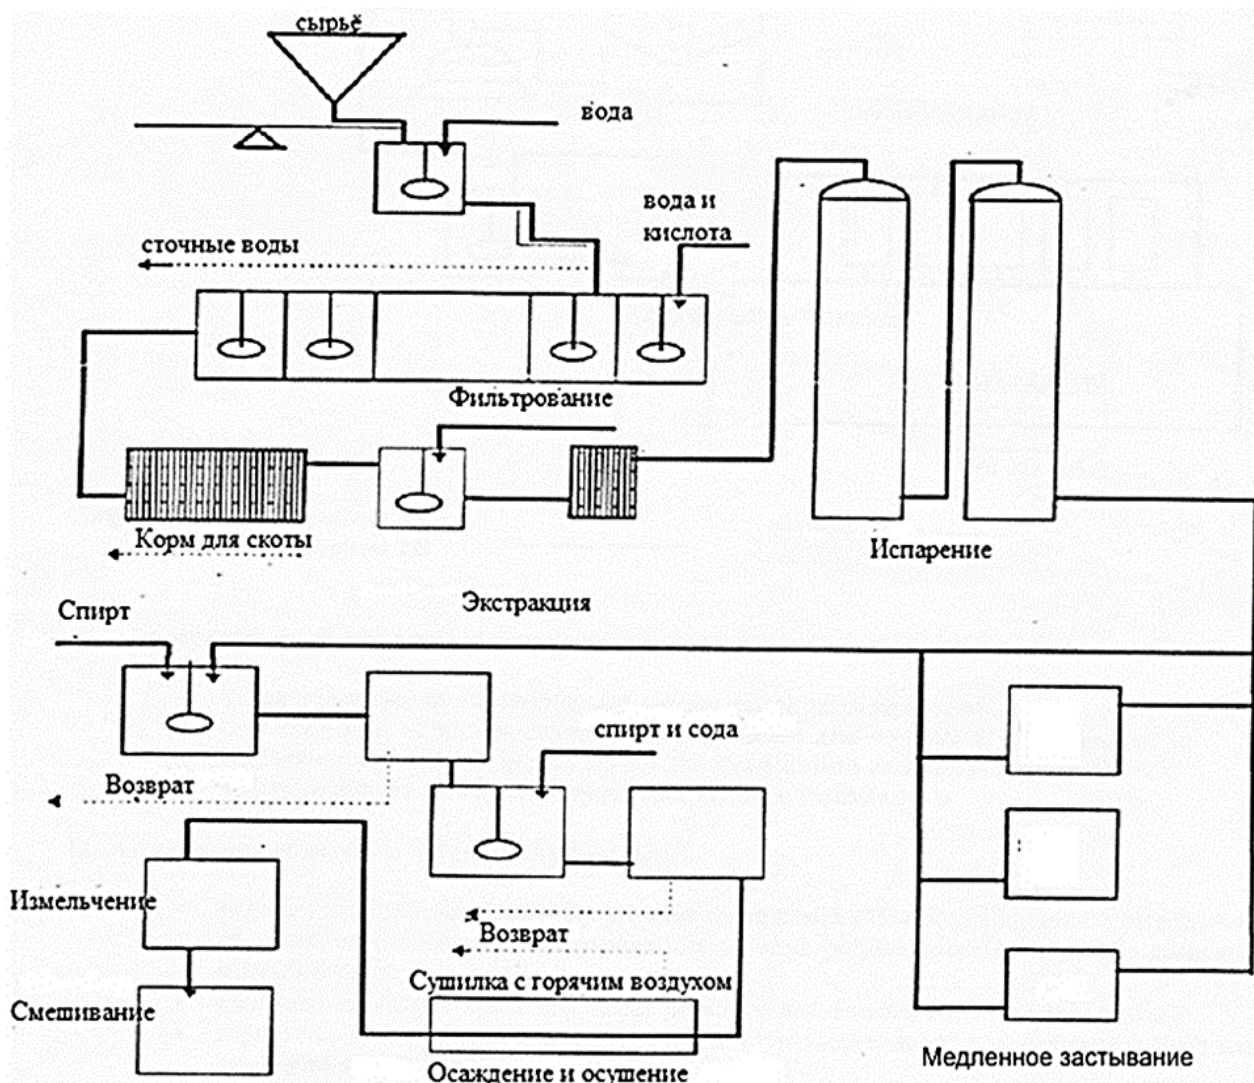 сырьё
вода
вода и
кислота
сточные воды
Фильтрование
Корм для скоты
Испарение
Экстракция
Спирт
спирт и сода
Возврат
Измельчение
Возврат
Сушилка с горячим воздухом
Смешивание
Осаждение и осушение
Медленное застывание